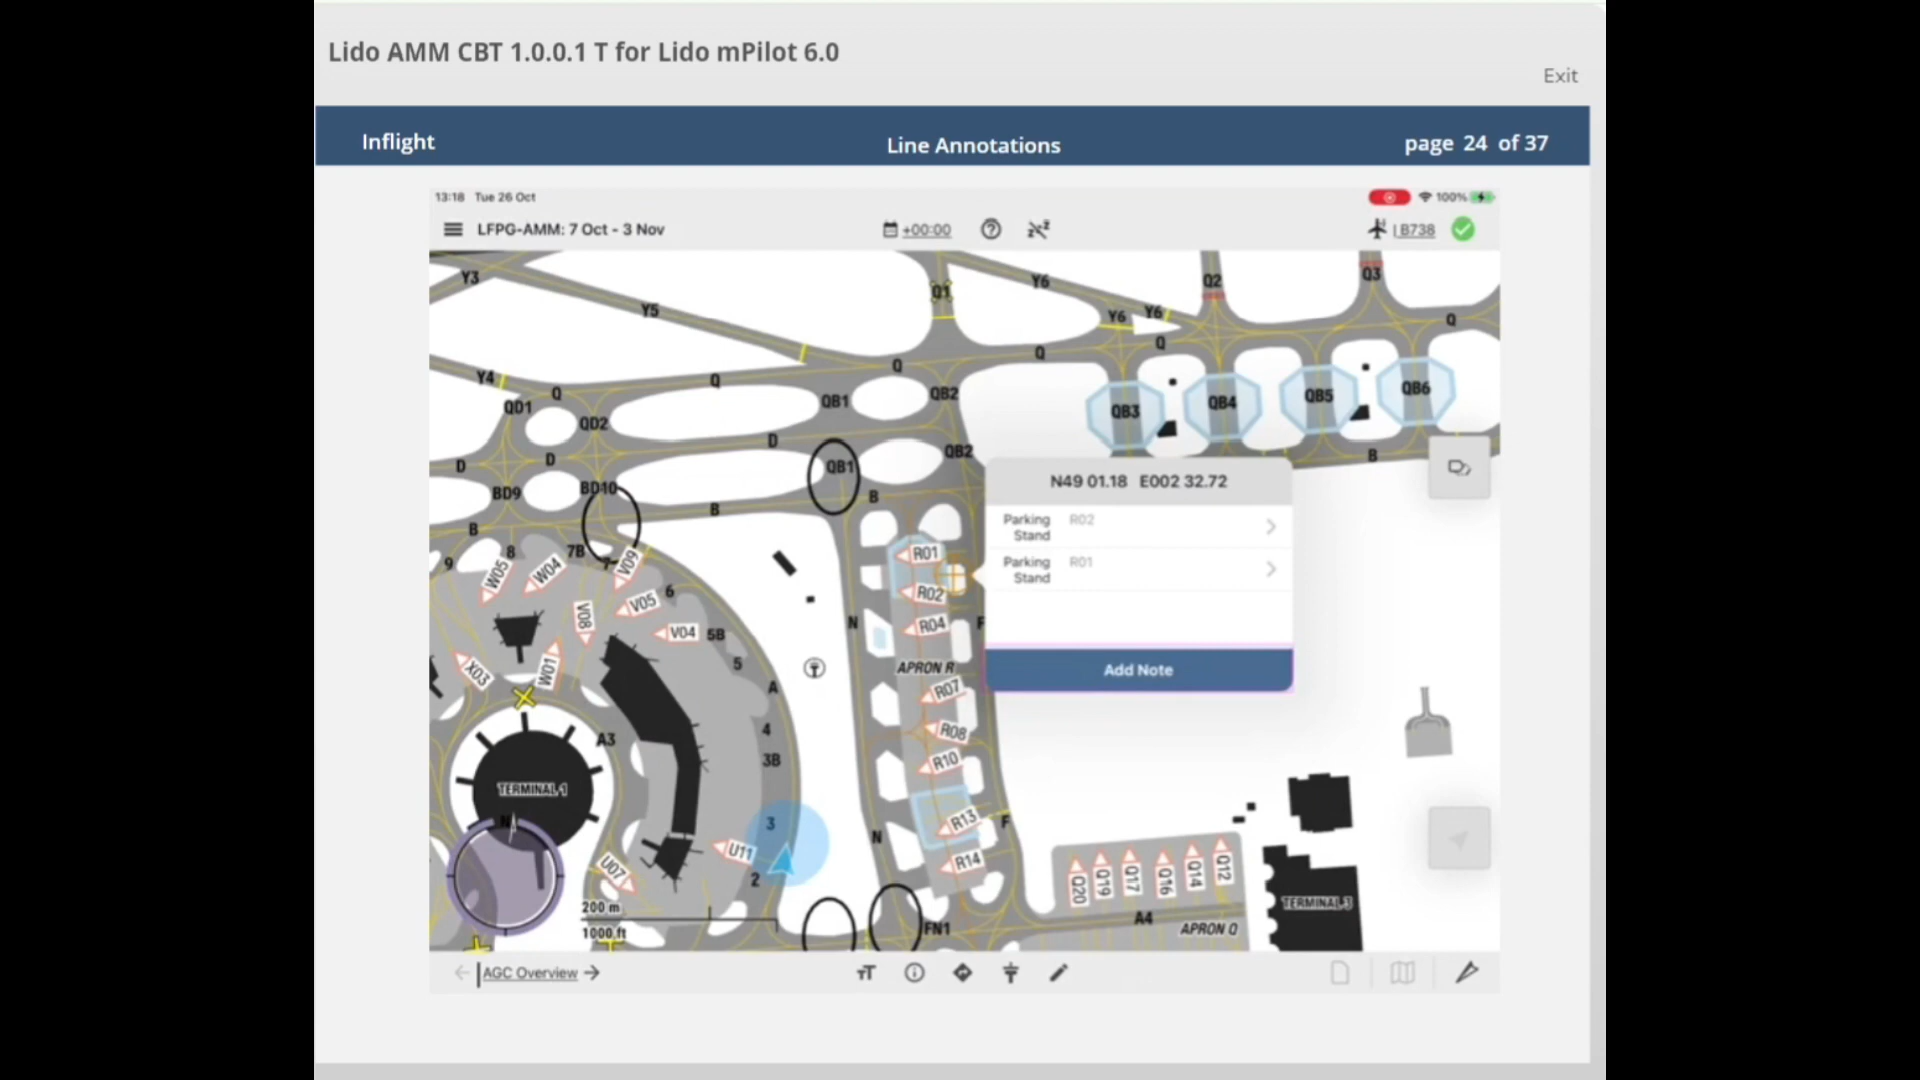 Lido AMM CBT 1.0.0.1 T for Lido mPilot 6.0
Exit
Inflight
Line Annotations
page 24 of 37
13:18 Tue 26 Oct
100%
LFPG-AMM: 7 Oct - 3 Nov
+00:00
B738
Y3
Y5
Q1
Y6
Y6
Y6
Q2
Q3
Q
Q
Q
Q
Q
Q
Y4
QD1
QD2
QB1
QB2
QB3
QB4
QB5
QB6
D
D
D
QB1
QB2
B
BD9
BD10
B
B
B
N49 01.18 E002 32.72
Parking
Stand
R02
Parking
Stand
R01
Add Note
9
8
7B
7
W05
W04
V09
V08
V05
6
V04
5B
5
A
4
3B
3
2
X03
W01
A3
TERMINAL 1
N
U07
U11
R01
R02
R04
N
F
APRON R
R07
R08
R10
R13
R14
N
F
FN1
Q20
Q19
Q17
Q16
Q14
Q12
A4
APRON Q
TERMINAL 3
200 m
1000 ft
AGC Overview
TT